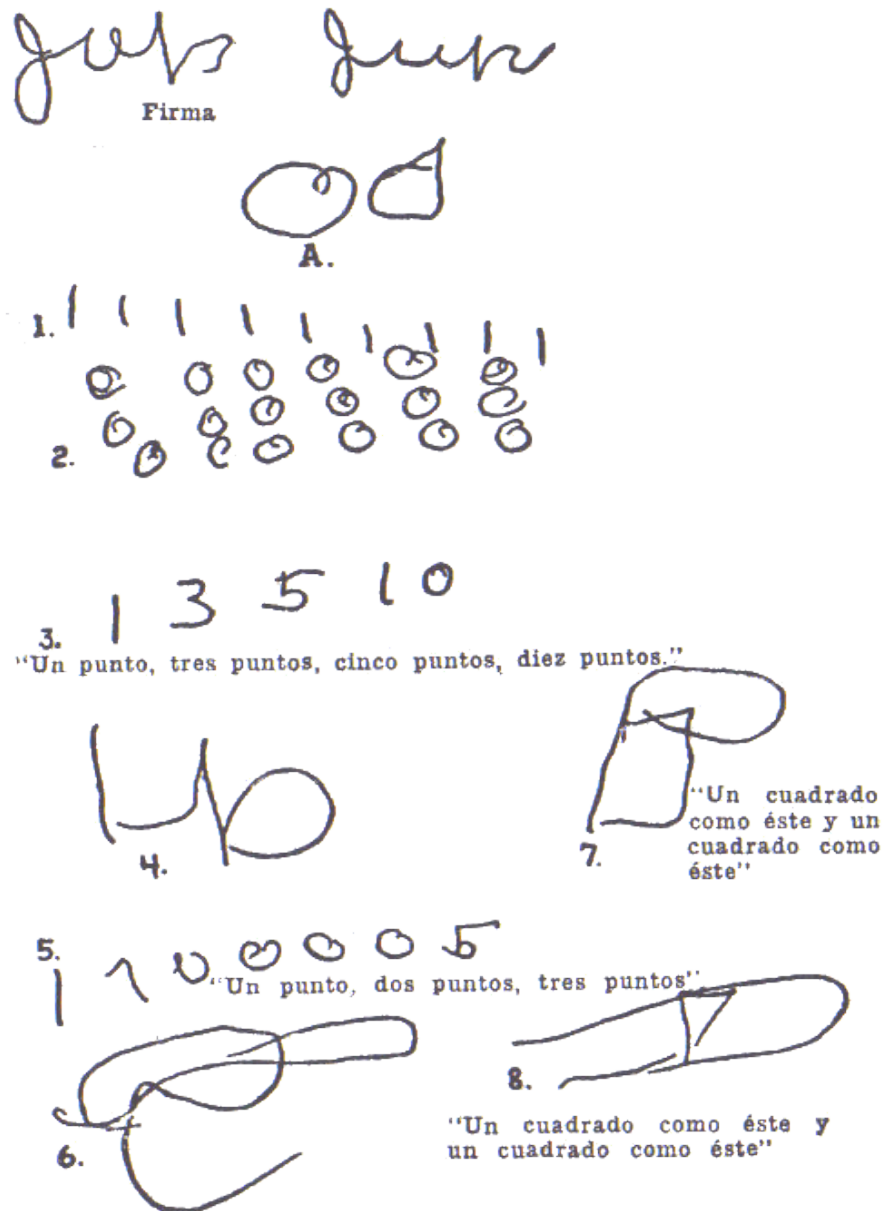 Firma
A.
1.
2.
3. 1 3 5 10
"Un punto, tres puntos, cinco puntos, diez puntos."
4.
"Un cuadrado
como éste y un
cuadrado como
éste"
7.
5.
"Un punto, dos puntos, tres puntos"
6.
8.
"Un cuadrado como éste y
un cuadrado como éste"